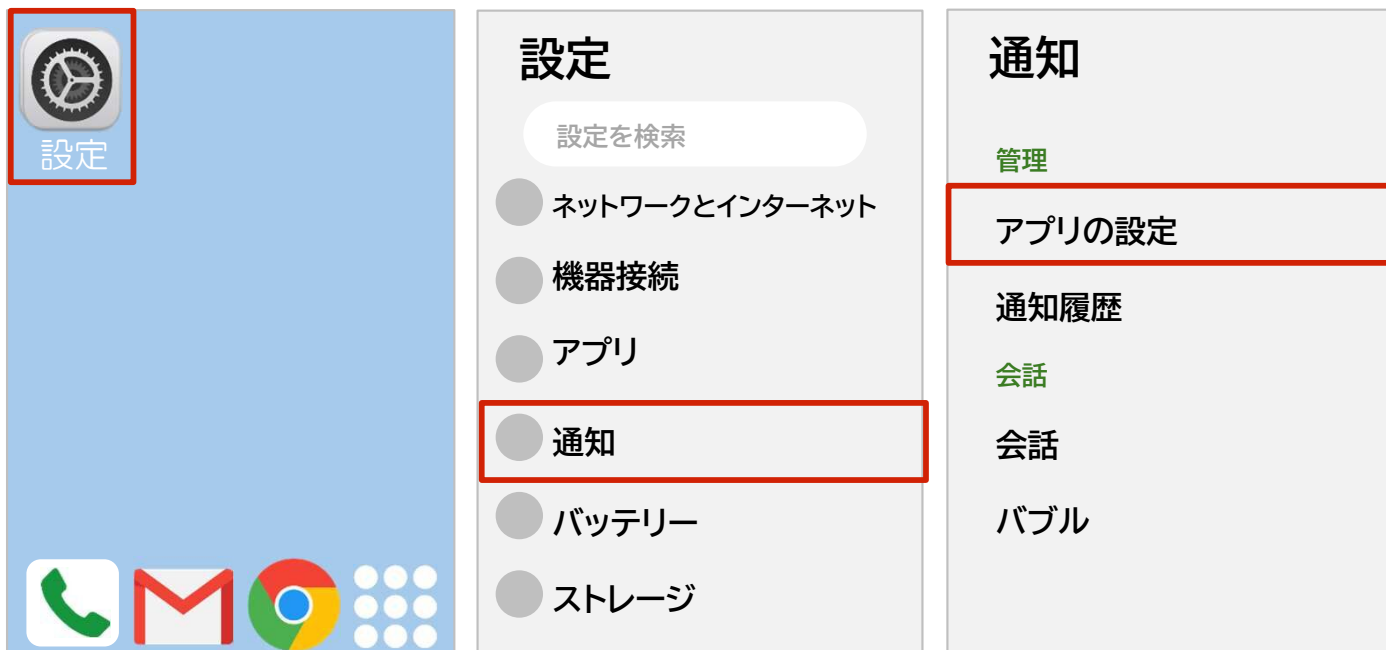 設定
設定
設定を検索
ネットワークとインターネット
機器接続
アプリ
通知
バッテリー
ストレージ
通知
管理
アプリの設定
通知履歴
会話
会話
バブル